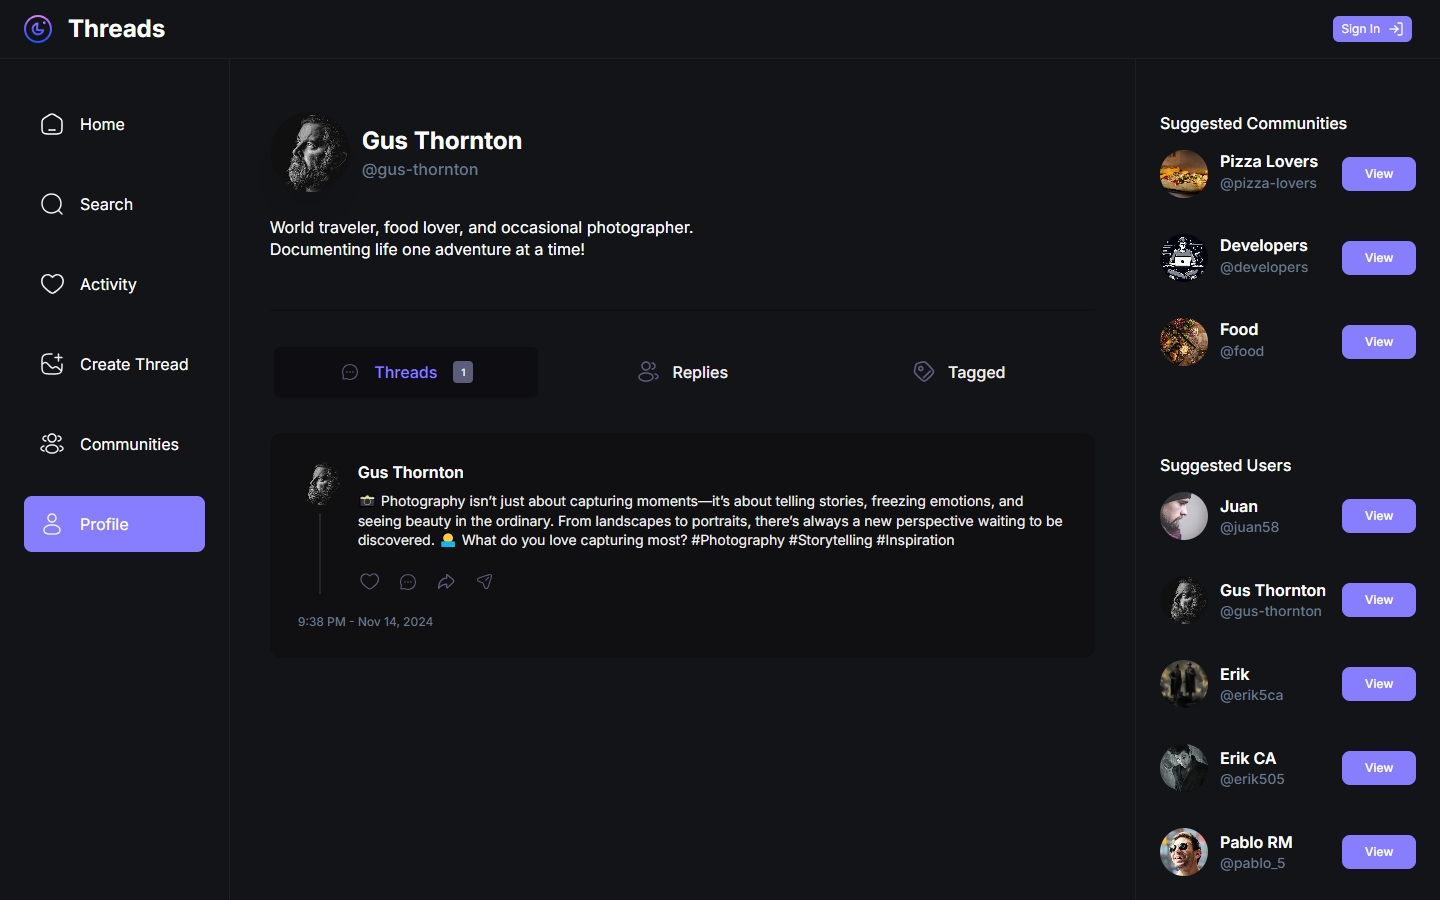 Threads
Sign In
Home
Search
Activity
Create Thread
Communities
Profile
Gus Thornton
@gus-thornton
World traveler, food lover, and occasional photographer.
Documenting life one adventure at a time!
Threads 1
Replies
Tagged
Gus Thornton
📸 Photography isn’t just about capturing moments—it’s about telling stories, freezing emotions, and
seeing beauty in the ordinary. From landscapes to portraits, there’s always a new perspective waiting to be
discovered. 🌅 What do you love capturing most? #Photography #Storytelling #Inspiration
9:38 PM - Nov 14, 2024
Suggested Communities
Pizza Lovers
@pizza-lovers
View
Developers
@developers
View
Food
@food
View
Suggested Users
Juan
@juan58
View
Gus Thornton
@gus-thornton
View
Erik
@erik5ca
View
Erik CA
@erik505
View
Pablo RM
@pablo_5
View